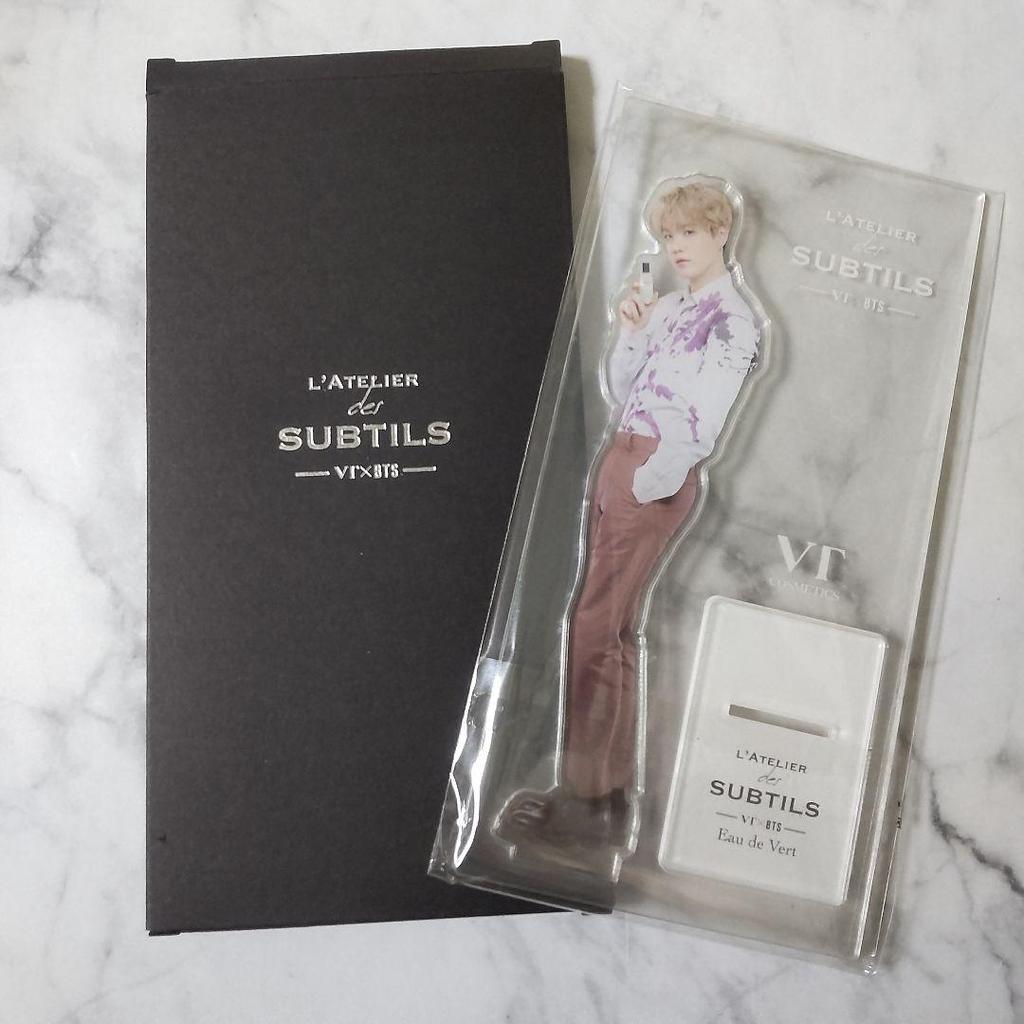 L'ATELIER
des
SUBTILS
VT×BTS
L'ATELIER
des
SUBTILS
VT×BTS
VT
COSMETICS
L'ATELIER
des
SUBTILS
VT×BTS
Eau de Vert